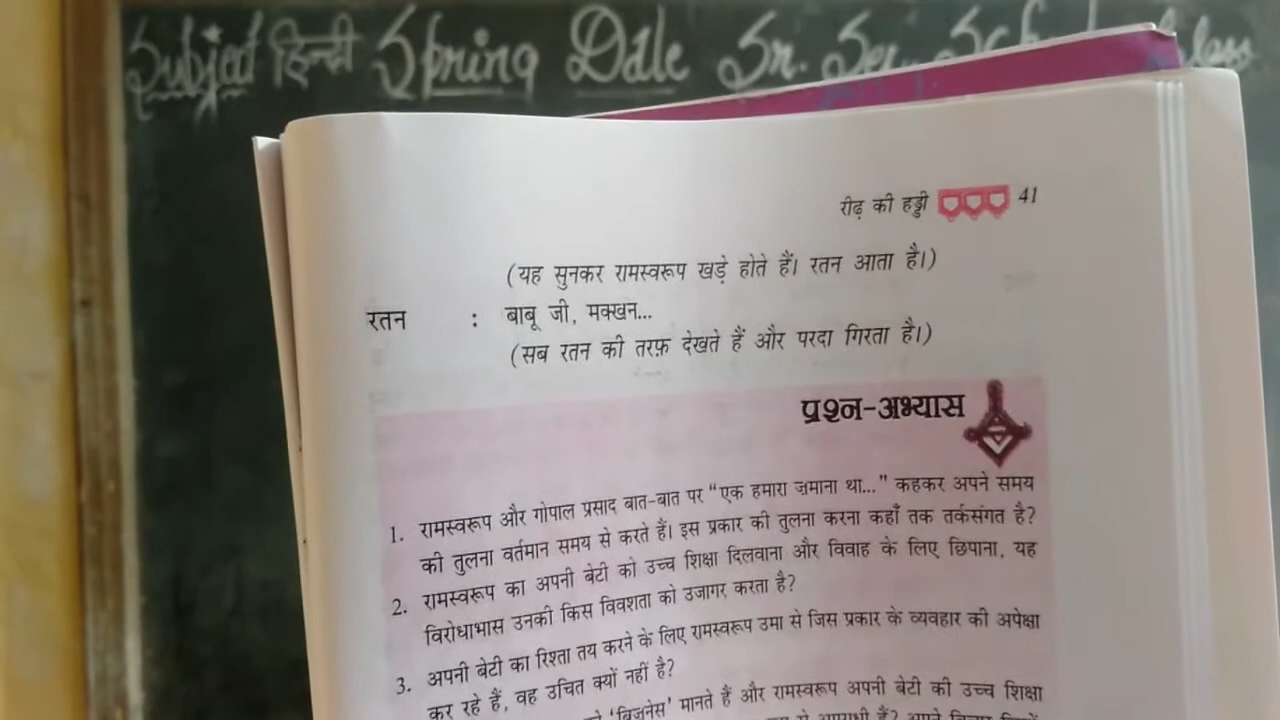 Subject हिन्दी Spring Dale Sr. Sec.
रीढ़ की हड्डी 41
(यह सुनकर रामस्वरूप खड़े होते हैं। रतन आता है।)
रतन : बाबू जी, मक्खन...
(सब रतन की तरफ़ देखते हैं और परदा गिरता है।)
प्रश्न-अभ्यास
1. रामस्वरूप और गोपाल प्रसाद बात-बात पर "एक हमारा ज़माना था..." कहकर अपने समय
की तुलना वर्तमान समय से करते हैं। इस प्रकार की तुलना करना कहाँ तक तर्कसंगत है?
2. रामस्वरूप का अपनी बेटी को उच्च शिक्षा दिलवाना और विवाह के लिए छिपाना, यह
विरोधाभास उनकी किस विवशता को उजागर करता है?
3. अपनी बेटी का रिश्ता तय करने के लिए रामस्वरूप उमा से जिस प्रकार के व्यवहार की अपेक्षा
कर रहे हैं, वह उचित क्यों नहीं है?
'बिज़नेस' मानते हैं और रामस्वरूप अपनी बेटी की उच्च शिक्षा